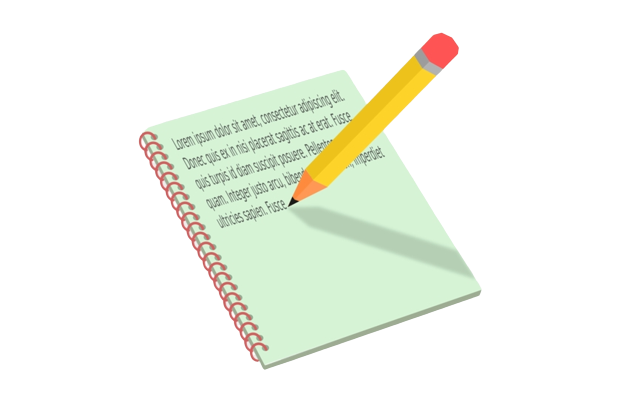 Lorem ipsum dolor sit amet, consectetur adipiscing elit.
Donec quis ex in nisi placerat sagittis ac at erat. Fusce
quis turpis id diam suscipit posuere.
quam. Integer justo arcu, imperdiet
ultricies sapien. Fusce